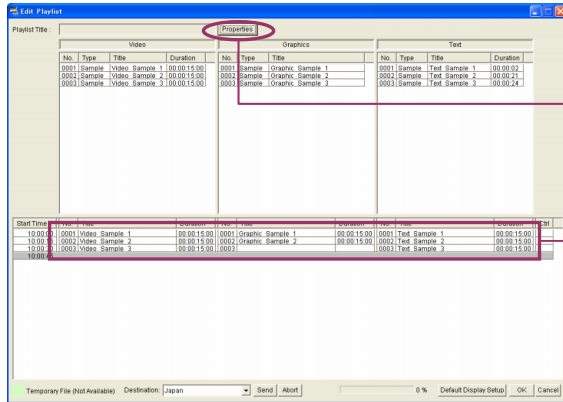 Edit Playlist
Playlist Title : Properties
Video Graphics Text
No. Type Title Duration No. Type Title No. Type Title Duration
0001 Sample Video Sample 1 00:00:15:00 0001 Sample Graphic Sample 1 0001 Sample Text Sample 1 00:00:02
0002 Sample Video Sample 2 00:00:15:00 0002 Sample Graphic Sample 2 0002 Sample Text Sample 2 00:00:21
0003 Sample Video Sample 3 00:00:15:00 0003 Sample Graphic Sample 3 0003 Sample Text Sample 3 00:00:24
Start Time No. Title Duration No. Title Duration No. Title Duration Ctrl
10:00:00 0001 Video Sample 1 00:00:15:00 0001 Graphic Sample 1 00:00:15:00 0001 Text Sample 1 00:00:15:00
10:00:15 0002 Video Sample 2 00:00:15:00 0002 Graphic Sample 2 00:00:15:00 0002 Text Sample 2 00:00:15:00
10:00:30 0003 Video Sample 3 00:00:15:00 0003 0003 Text Sample 3 00:00:15:00
10:00:45
Temporary File (Not Available) Destination: Japan Send Abort 0 % Default Display Setup OK Cancel